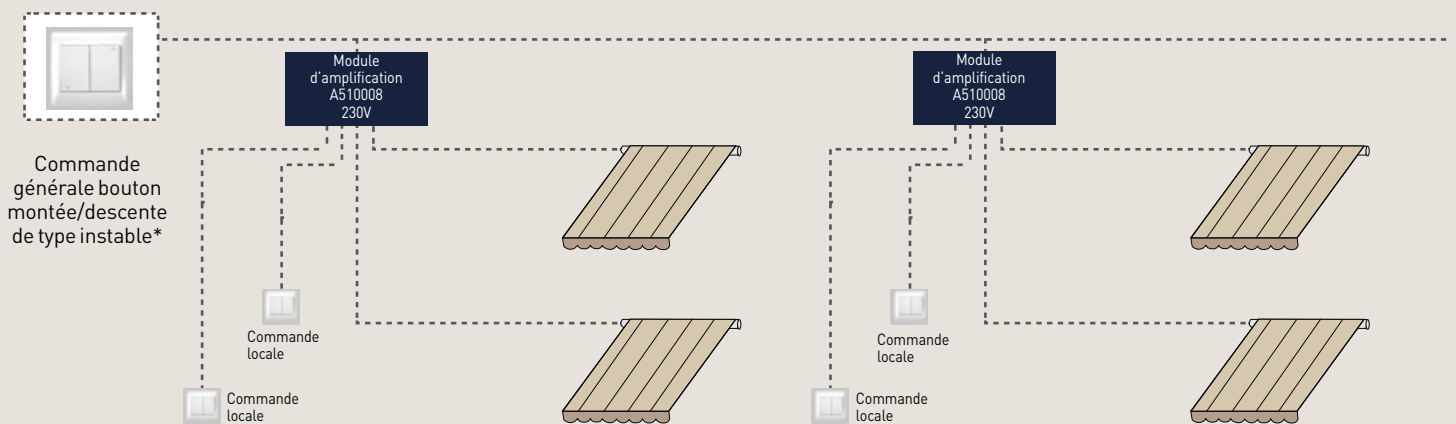 Module
d'amplification
A510008
230V
Module
d'amplification
A510008
230V
Commande
générale bouton
montée/descente
de type instable*
Commande
locale
Commande
locale
Commande
locale
Commande
locale